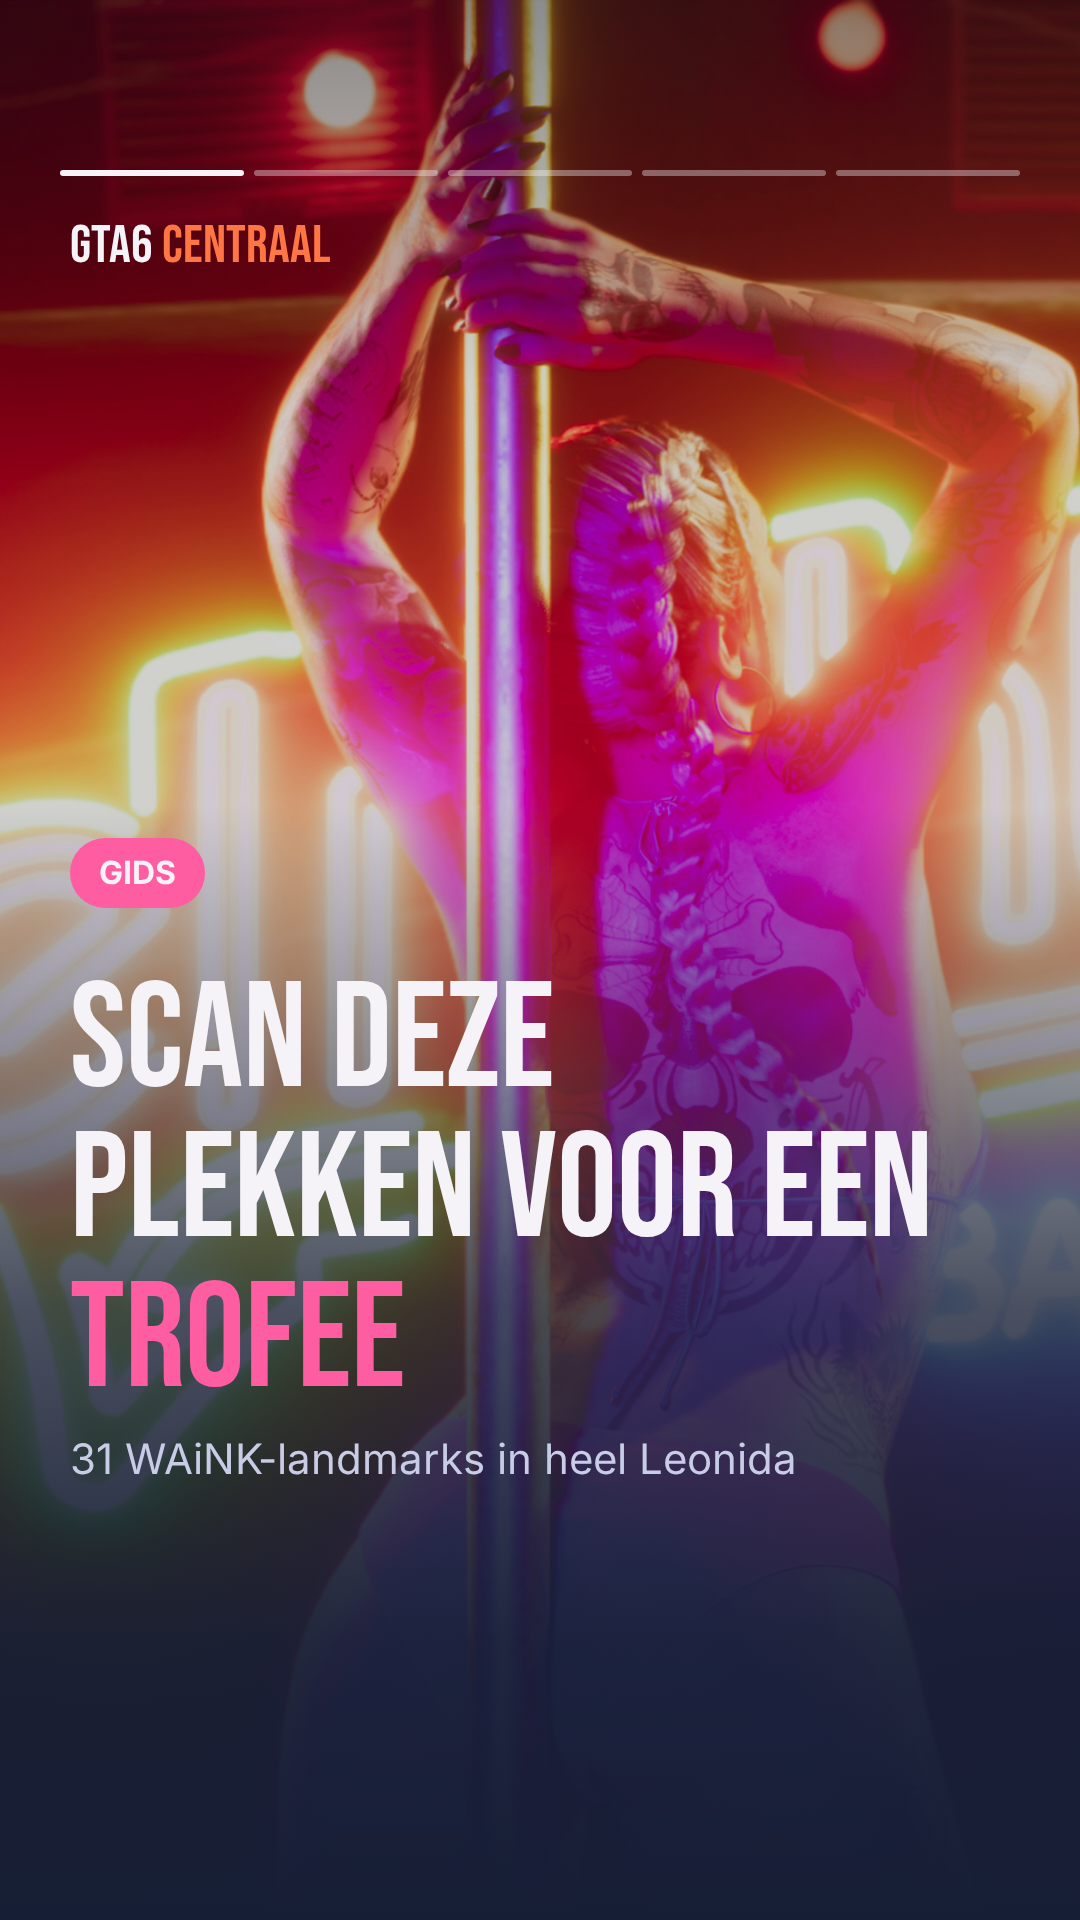 GTA6 CENTRAAL
GIDS
SCAN DEZE
PLEKKEN VOOR EEN
TROFEE
31 WAiNK-landmarks in heel Leonida